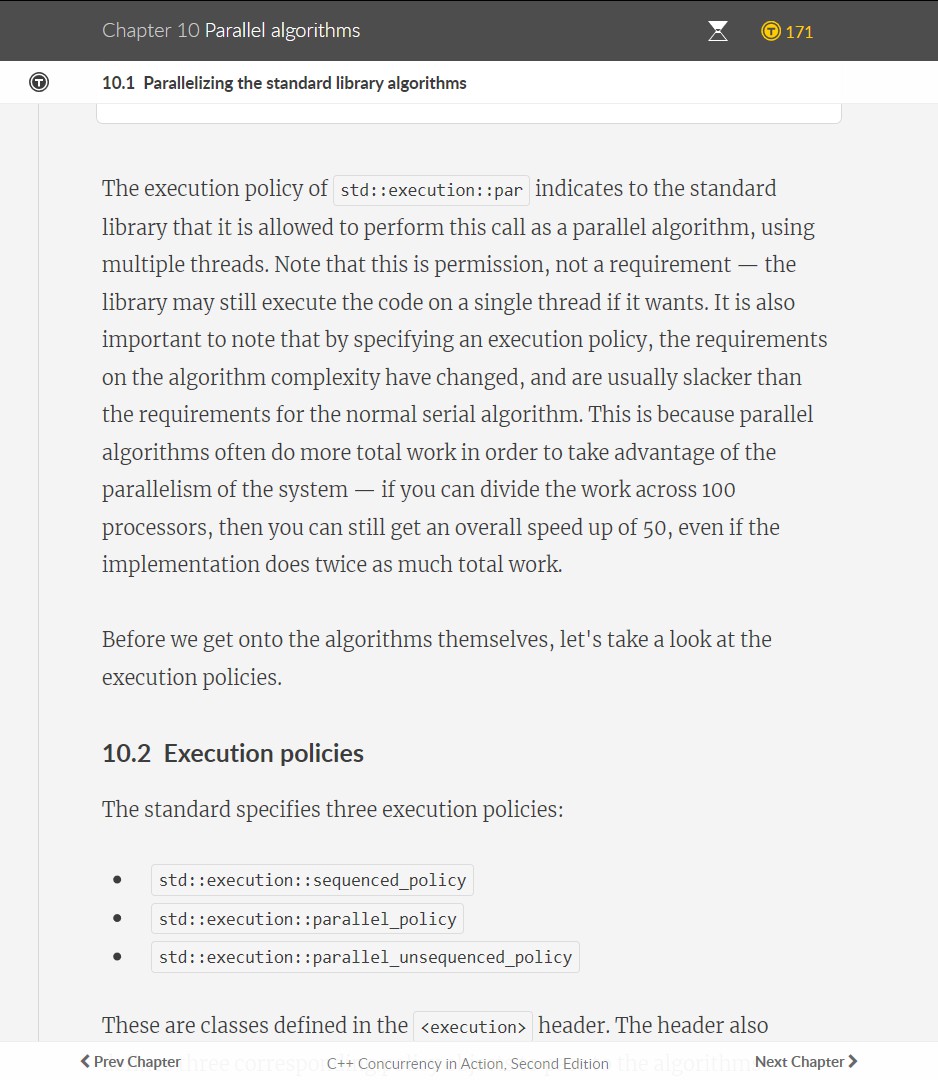 Chapter 10 Parallel algorithms
171
10.1 Parallelizing the standard library algorithms
The execution policy of std::execution::par indicates to the standard
library that it is allowed to perform this call as a parallel algorithm, using
multiple threads. Note that this is permission, not a requirement — the
library may still execute the code on a single thread if it wants. It is also
important to note that by specifying an execution policy, the requirements
on the algorithm complexity have changed, and are usually slacker than
the requirements for the normal serial algorithm. This is because parallel
algorithms often do more total work in order to take advantage of the
parallelism of the system — if you can divide the work across 100
processors, then you can still get an overall speed up of 50, even if the
implementation does twice as much total work.
Before we get onto the algorithms themselves, let's take a look at the
execution policies.
10.2 Execution policies
The standard specifies three execution policies:
• std::execution::sequenced_policy
• std::execution::parallel_policy
• std::execution::parallel_unsequenced_policy
These are classes defined in the <execution> header. The header also
Prev Chapter
C++ Concurrency in Action, Second Edition
Next Chapter